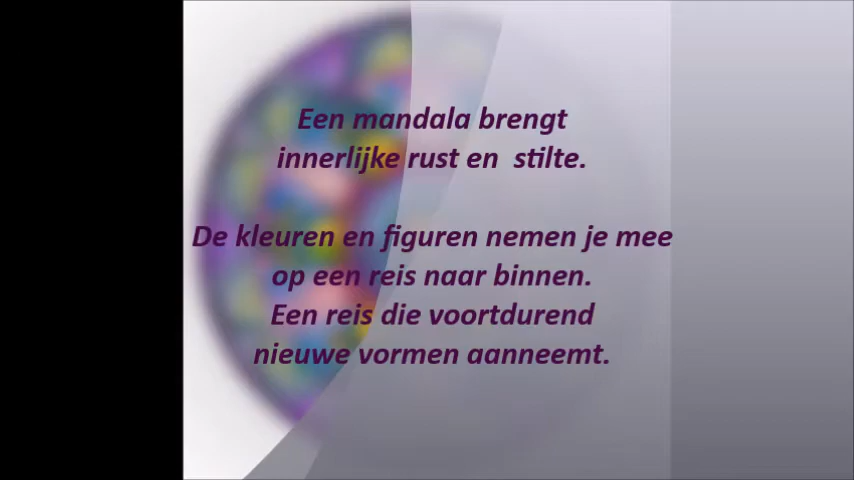 Een mandala brengt
innerlijke rust en  stilte.
De kleuren en figuren nemen je mee
op een reis naar binnen.
Een reis die voortdurend
nieuwe vormen aanneemt.